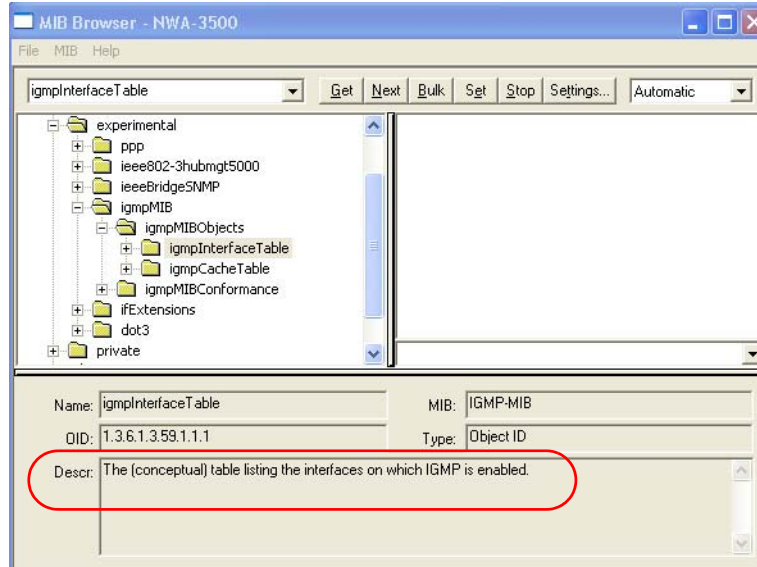 MIB Browser - NWA-3500
File MIB Help
igmpInterfaceTable Get Next Bulk Set Stop Settings... Automatic
experimental
ppp
ieee802-3hubmgt5000
ieeeBridgeSNMP
igmpMIB
igmpMIBObjects
igmpInterfaceTable
igmpCacheTable
igmpMIBConformance
ifExtensions
dot3
private
Name: igmpInterfaceTable MIB: IGMP-MIB
OID: 1.3.6.1.3.59.1.1.1 Type: Object ID
Descr: The (conceptual) table listing the interfaces on which IGMP is enabled.